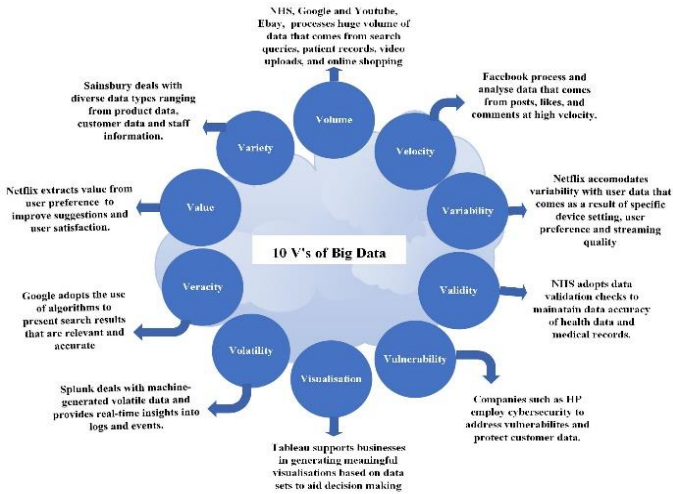 NHS, Google and Youtube,
Ebay, processes huge volume of
data that comes from search
queries, patient records, video
uploads, and online shopping
Volume
Facebook process and
analyse data that comes
from posts, likes, and
comments at high velocity.
Velocity
Netflix accomodates
variability with user data that
comes as a result of specific
device setting, user
preference and streaming
quality
Variability
NHS adopts data
validation checks to
maintatain data accuracy
of health data and
medical records.
Validity
Companies such as HP
employ cybersecurity to
address vulnerabilites and
protect customer data.
Vulnerability
Tableau supports businesses
in generating meaningful
visualisations based on data
sets to aid decision making
Visualisation
Splunk deals with machine-
generated volatile data and
provides real-time insights into
logs and events.
Volatility
Google adopts the use
of algorithms to
present search results
that are relevant and
accurate
Veracity
Netflix extracts value from
user preference to
improve suggestions and
user satisfaction.
Value
Sainsbury deals with
diverse data types ranging
from product data,
customer data and staff
information.
Variety
10 V's of Big Data